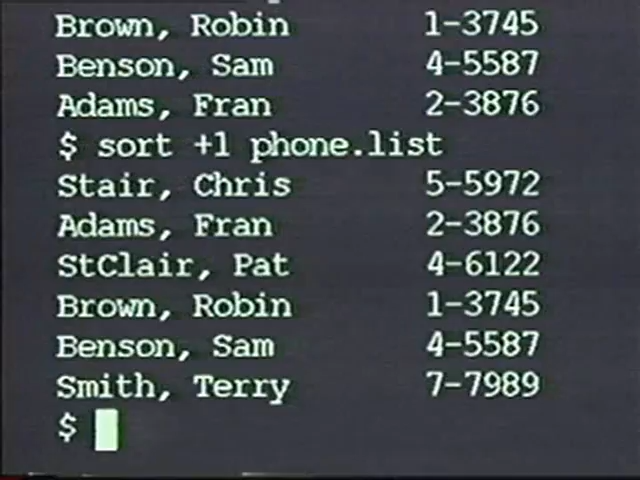 Brown, Robin 1-3745
Benson, Sam 4-5587
Adams, Fran 2-3876
$ sort +1 phone.list
Stair, Chris 5-5972
Adams, Fran 2-3876
StClair, Pat 4-6122
Brown, Robin 1-3745
Benson, Sam 4-5587
Smith, Terry 7-7989
$